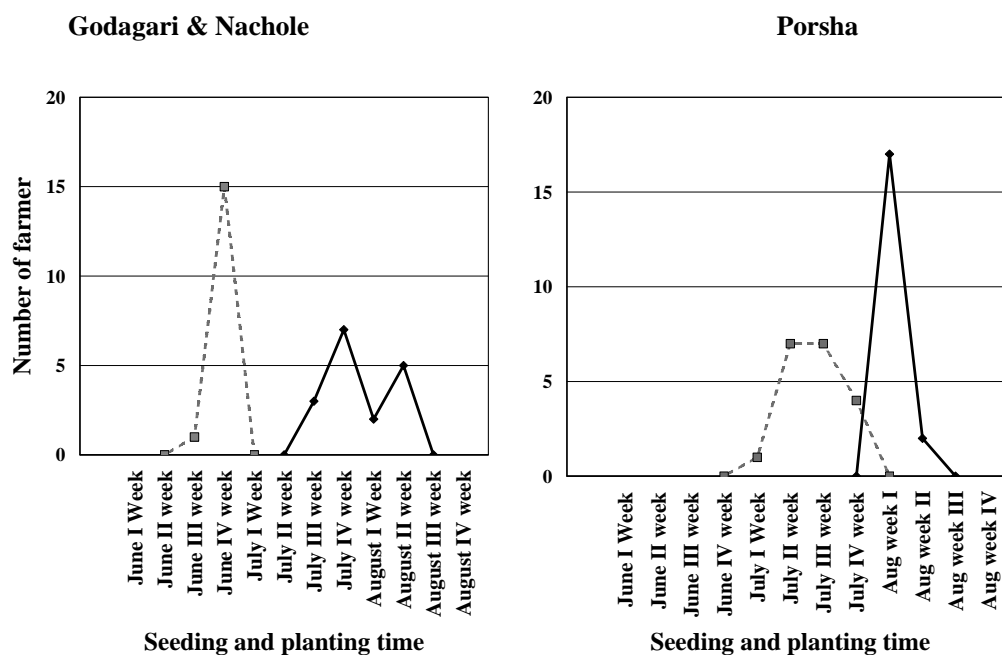 Godagari & Nachole
Porsha
Number of farmer
20
15
10
5
0
June I Week
June III week
June III week
June IV week
July I Week
July III week
July III week
July IV week
August I Week
August III week
August III week
August IV week
Seeding and planting time
20
15
10
5
0
June I Week
June II week
June III week
June IV week
July I Week
July II week
July III week
July IV week
Aug week I
Aug week II
Aug week III
Aug week IV
Seeding and planting time